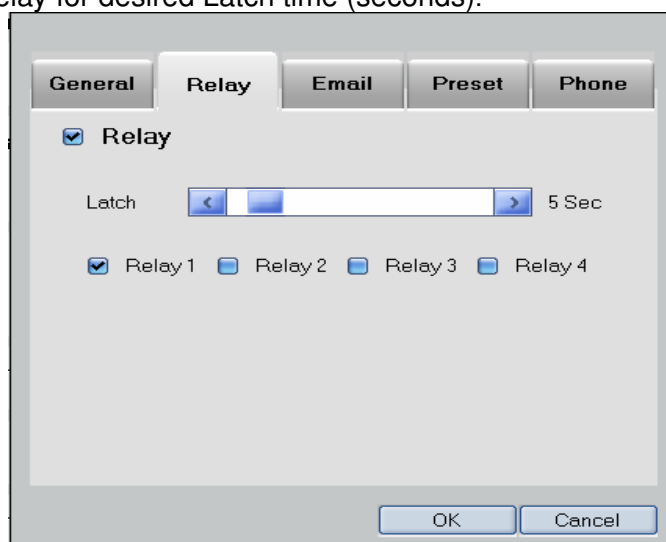 elay for desired Latch time (seconds).
General Relay Email Preset Phone
Relay
Latch 5 Sec
Relay 1 Relay 2 Relay 3 Relay 4
OK Cancel